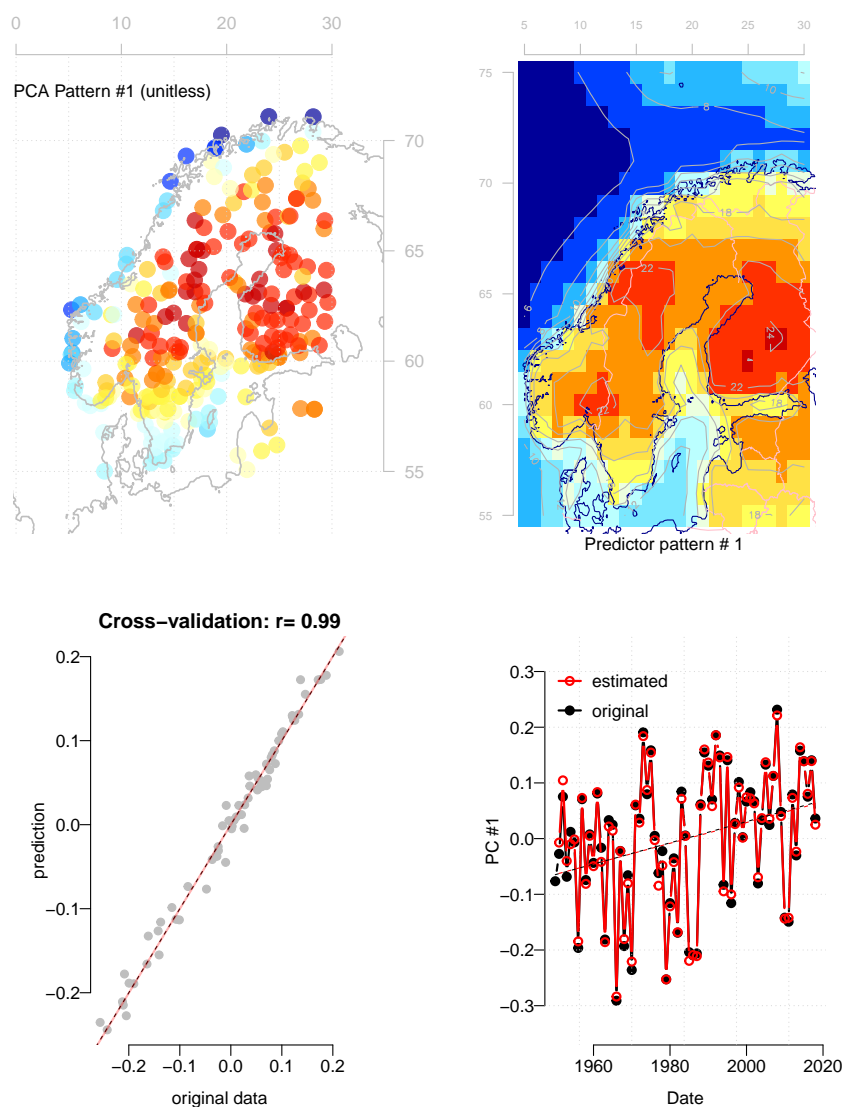 0 10 20 30
PCA Pattern #1 (unitless)
70
65
60
55
5 10 15 20 25 30
75
70
65
60
55
10
8
18
22
6
24
22
22
18
18
Predictor pattern # 1
Cross−validation: r= 0.99
0.2
0.1
0.0
−0.1
−0.2
prediction
−0.2 −0.1 0.0 0.1 0.2
original data
0.3
0.2
0.1
0.0
−0.1
−0.2
−0.3
PC #1
estimated
original
1960 1980 2000 2020
Date